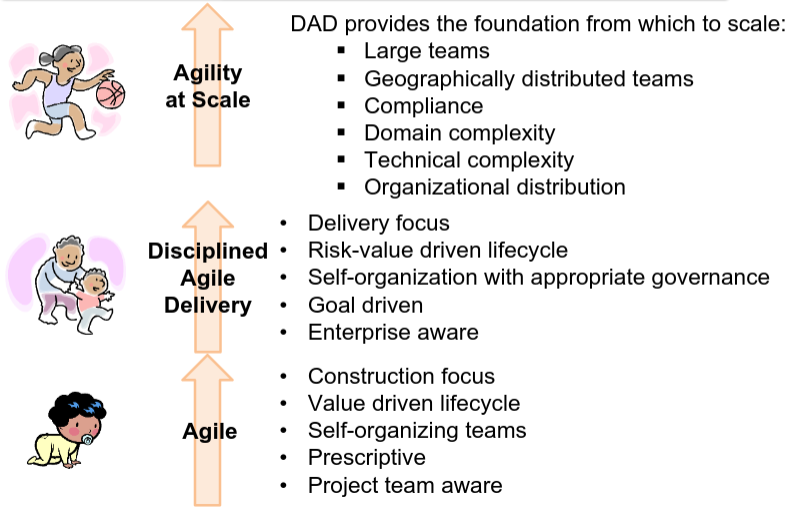 DAD provides the foundation from which to scale:
Agility
at Scale
▪ Large teams
▪ Geographically distributed teams
▪ Compliance
▪ Domain complexity
▪ Technical complexity
▪ Organizational distribution
Disciplined
Agile
Delivery
• Delivery focus
• Risk-value driven lifecycle
• Self-organization with appropriate governance
• Goal driven
• Enterprise aware
Agile
• Construction focus
• Value driven lifecycle
• Self-organizing teams
• Prescriptive
• Project team aware